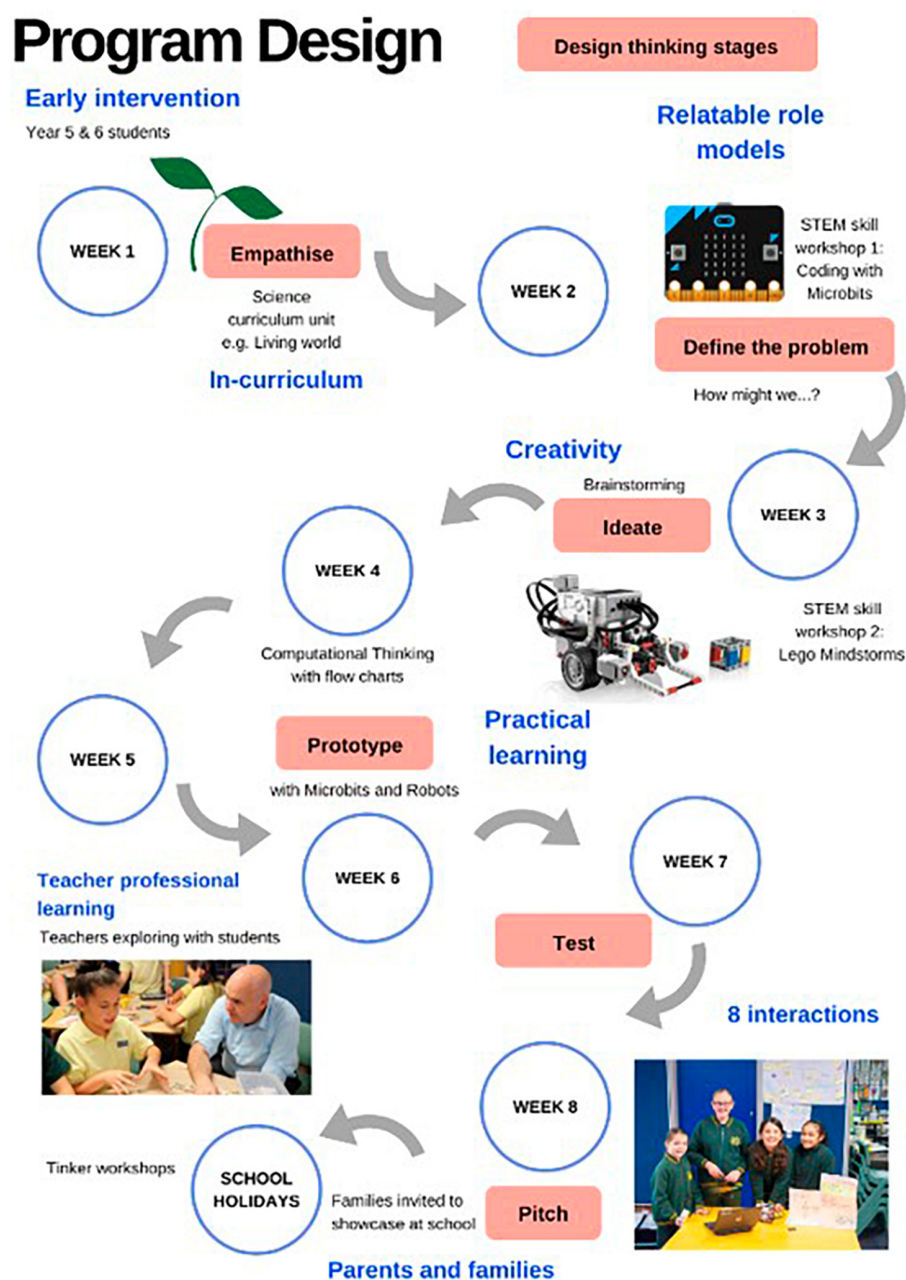 Program Design
Design thinking stages
Early intervention
Year 5 & 6 students
Relatable role
models
WEEK 1
Empathise
Science
curriculum unit
e.g. Living world
In-curriculum
WEEK 2
STEM skill
workshop 1:
Coding with
Microbits
Define the problem
How might we...?
Creativity
Brainstorming
Ideate
WEEK 3
STEM skill
workshop 2:
Lego Mindstorms
WEEK 4
Computational Thinking
with flow charts
WEEK 5
Prototype
with Microbits and Robots
Practical
learning
WEEK 6
WEEK 7
Teacher professional
learning
Teachers exploring with students
Test
8 interactions
WEEK 8
Pitch
Families invited to
showcase at school
SCHOOL
HOLIDAYS
Tinker workshops
Parents and families